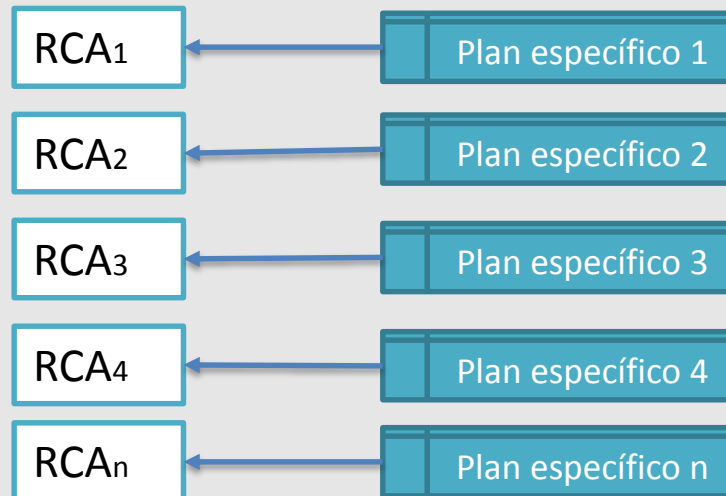 RCA1 Plan específico 1
RCA2 Plan específico 2
RCA3 Plan específico 3
RCA4 Plan específico 4
RCAn Plan específico n